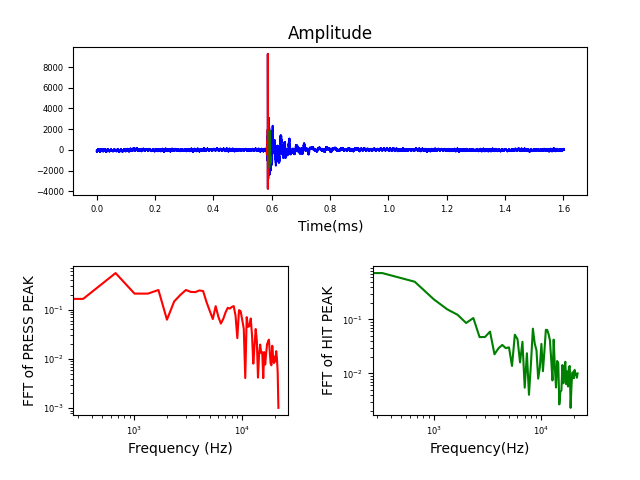 Amplitude
8000
6000
4000
2000
0
−2000
−4000
0.0 0.2 0.4 0.6 0.8 1.0 1.2 1.4 1.6
Time(ms)
FFT of PRESS PEAK
10⁻¹
10⁻²
10⁻³
10³ 10⁴
Frequency (Hz)
FFT of HIT PEAK
10⁻¹
10⁻²
10³ 10⁴
Frequency(Hz)